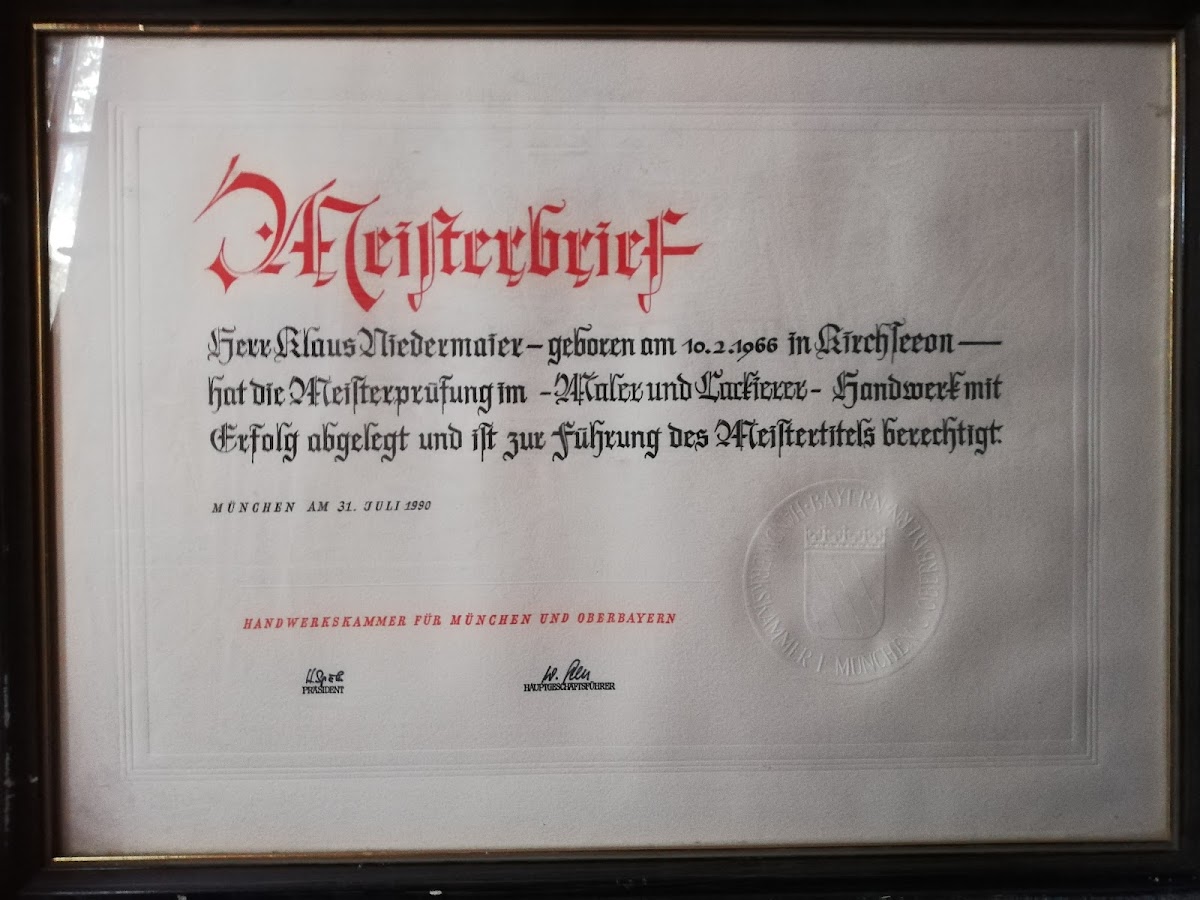 Meisterbrief
Herr Klaus Niedermaier – geboren am 10.2.1966 in Kirchseeon —
hat die Meisterprüfung im – Maler und Lackierer – Handwerk mit
Erfolg abgelegt und ist zur Führung des Meistertitels berechtigt.
MÜNCHEN AM 31. JULI 1990
HANDWERKSKAMMER FÜR MÜNCHEN UND OBERBAYERN
PRÄSIDENT
HAUPTGESCHÄFTSFÜHRER
OBERBAYERN
MÜNCHEN